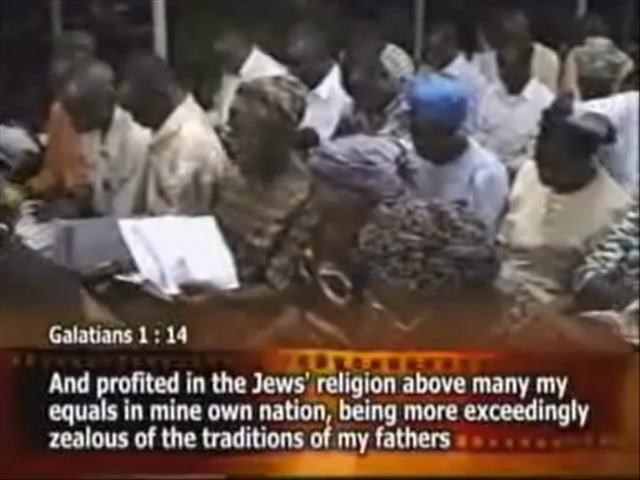 Galatians 1 : 14
And profited in the Jews' religion above many my
equals in mine own nation, being more exceedingly
zealous of the traditions of my fathers